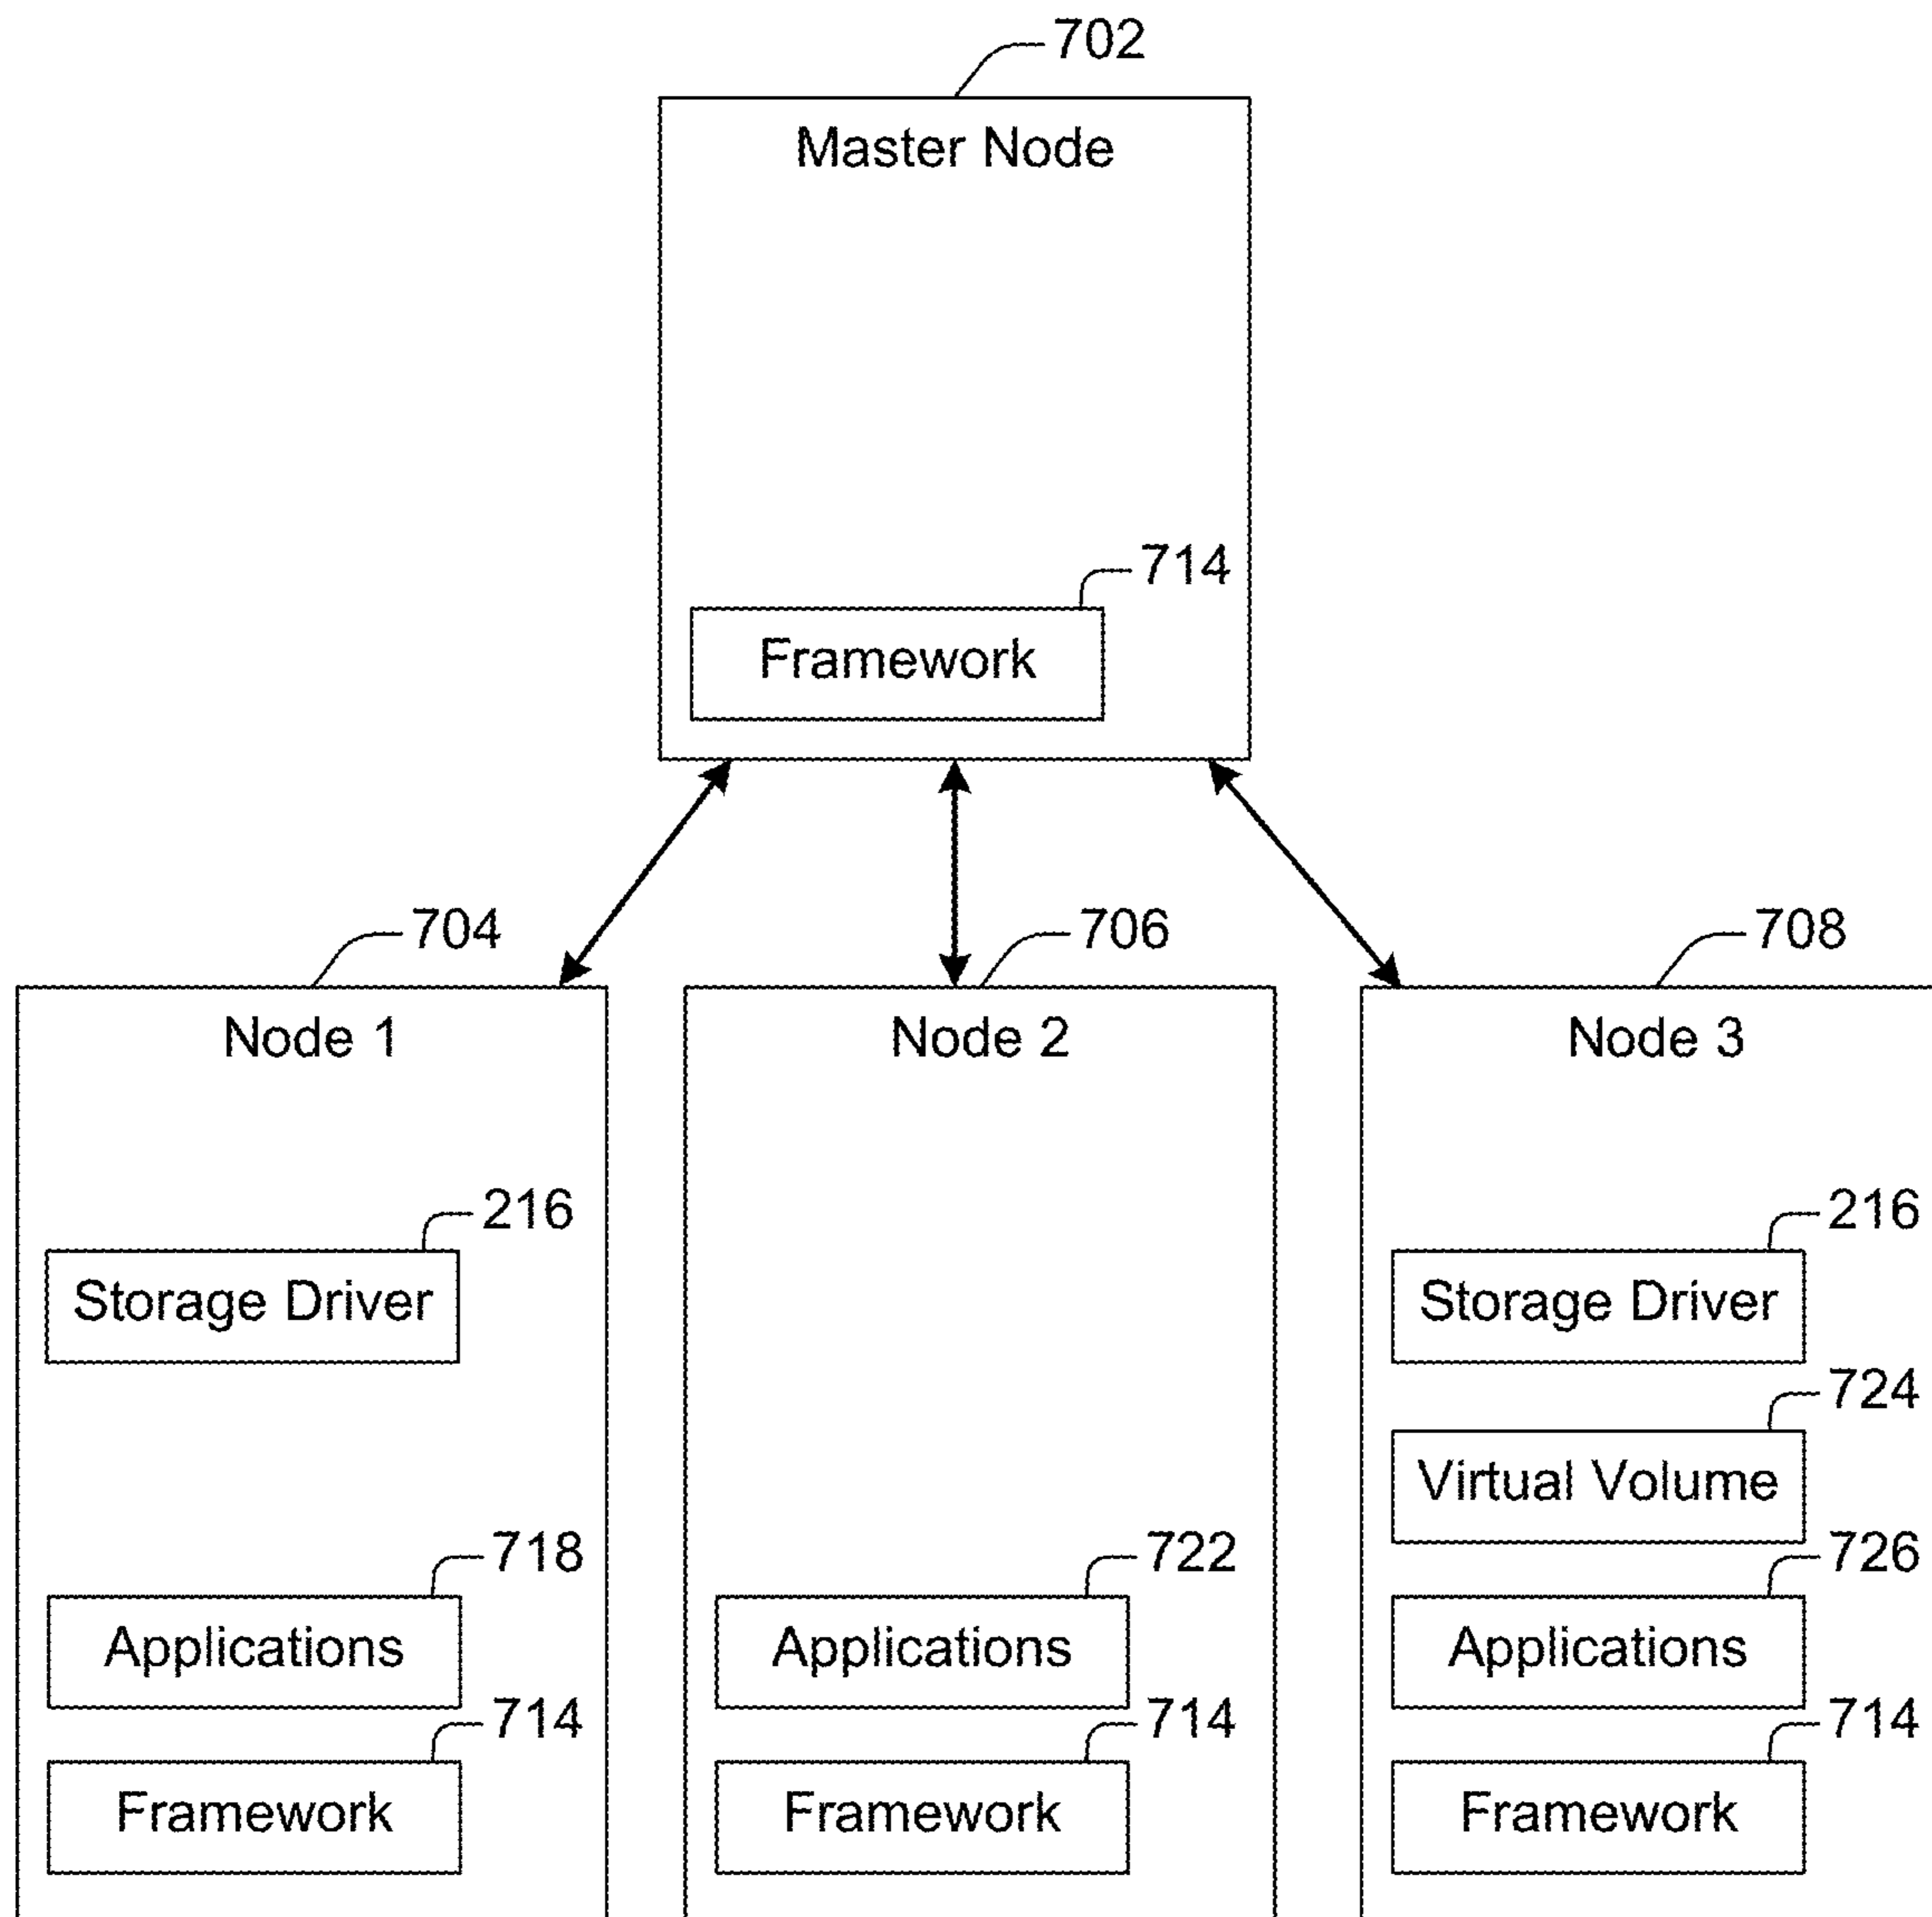 702
Master Node
714
Framework
704
706
708
Node 1
Node 2
Node 3
216
216
Storage Driver
Storage Driver
724
Virtual Volume
718
722
726
Applications
Applications
Applications
714
714
714
Framework
Framework
Framework